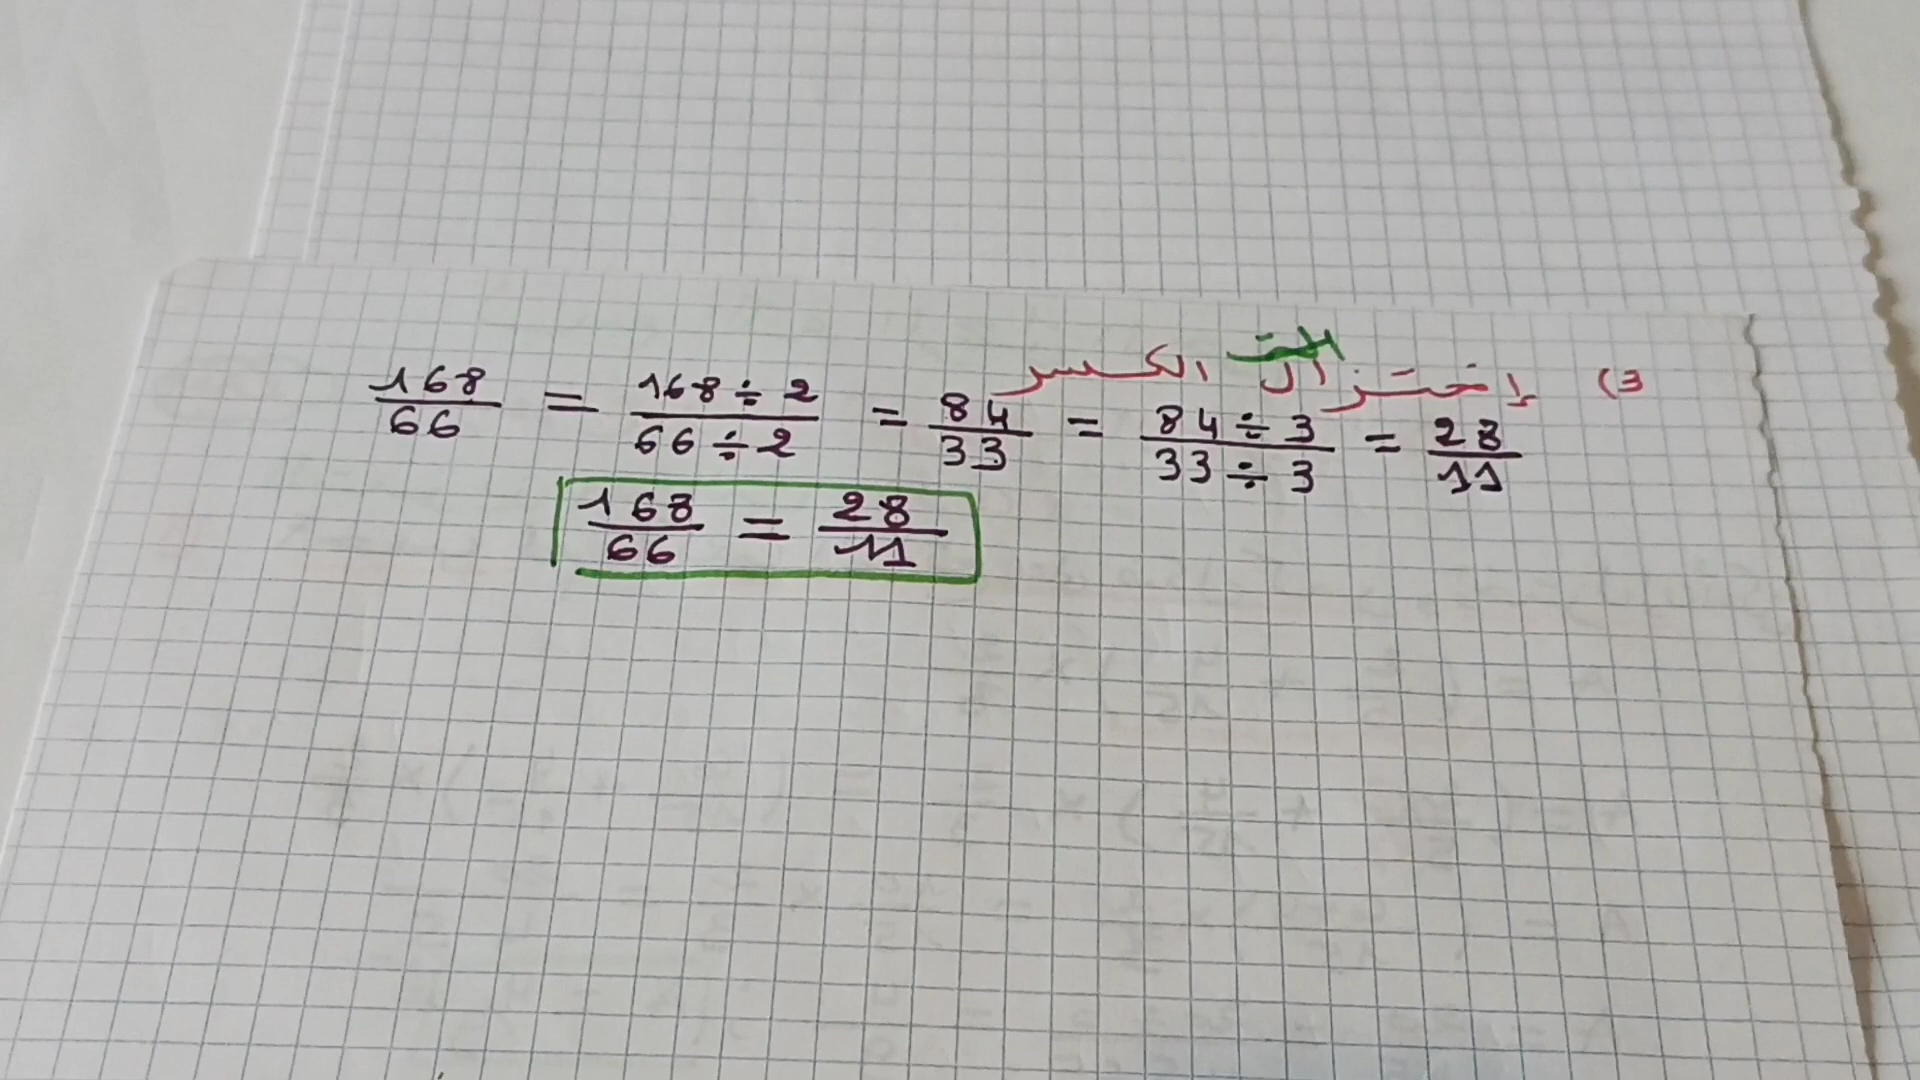 3) إختزال الكسر
168/66 = 168÷2/66÷2 = 84/33 = 84÷3/33÷3 = 28/11
168/66 = 28/11